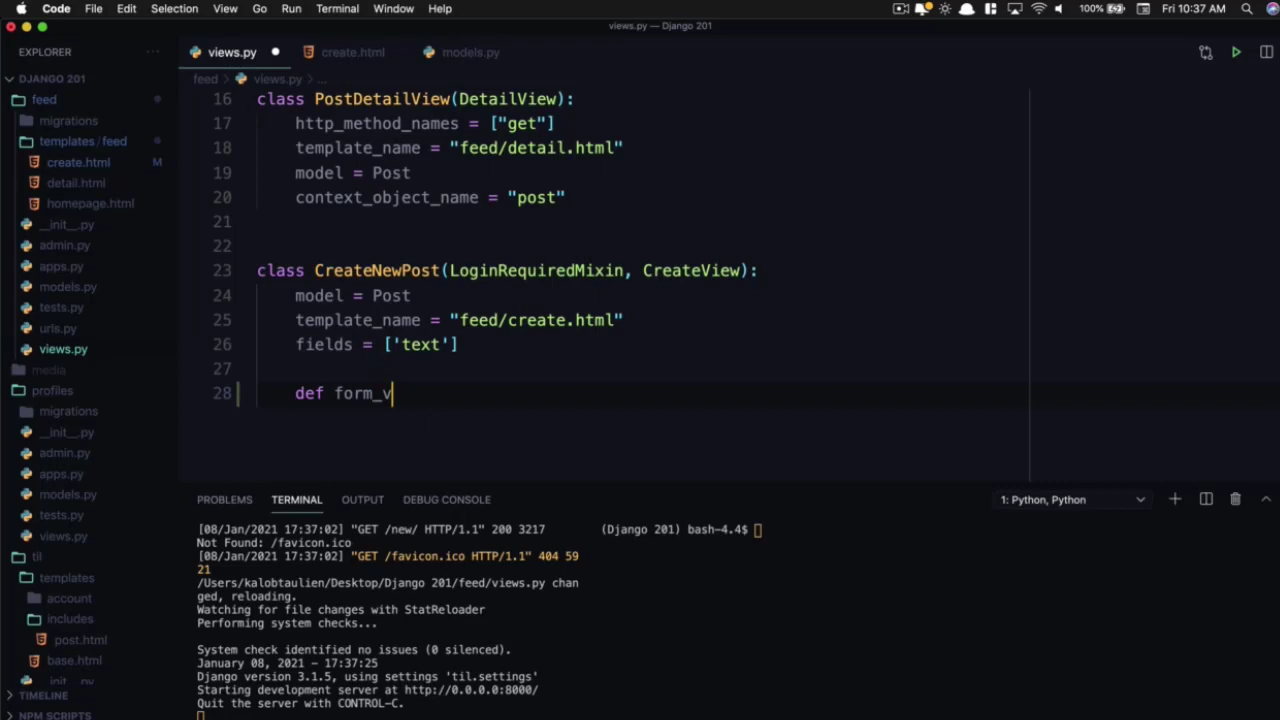 Code File Edit Selection View Go Run Terminal Window Help 100% Fri 10:37 AM
views.py — Django 201
EXPLORER ···
views.py
create.html
models.py
DJANGO 201
feed
migrations
templates / feed
create.html M
detail.html
homepage.html
__init__.py
admin.py
apps.py
models.py
tests.py
urls.py
views.py
media
profiles
migrations
__init__.py
admin.py
apps.py
models.py
tests.py
views.py
til
templates
account
includes
post.html
base.html
__init__.py
TIMELINE
NPM SCRIPTS
feed > views.py > ...
16 class PostDetailView(DetailView):
17 http_method_names = ["get"]
18 template_name = "feed/detail.html"
19 model = Post
20 context_object_name = "post"
21
22
23 class CreateNewPost(LoginRequiredMixin, CreateView):
24 model = Post
25 template_name = "feed/create.html"
26 fields = ['text']
27
28 def form_v
PROBLEMS TERMINAL OUTPUT DEBUG CONSOLE 1: Python, Python
[08/Jan/2021 17:37:02] "GET /new/ HTTP/1.1" 200 3217
Not Found: /favicon.ico
[08/Jan/2021 17:37:02] "GET /favicon.ico HTTP/1.1" 404 59
21
/Users/kalobtaulien/Desktop/Django 201/feed/views.py chan
ged, reloading.
Watching for file changes with StatReloader
Performing system checks...
System check identified no issues (0 silenced).
January 08, 2021 - 17:37:25
Django version 3.1.5, using settings 'til.settings'
Starting development server at http://0.0.0.0:8000/
Quit the server with CONTROL-C.
(Django 201) bash-4.4$